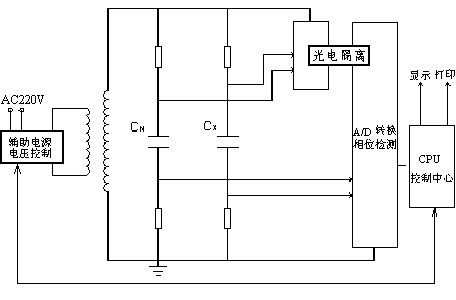 AC220V
辅助电源
电压控制
CN
CX
光电隔离
A/D 转换
相位检测
显示 打印
CPU
控制中心